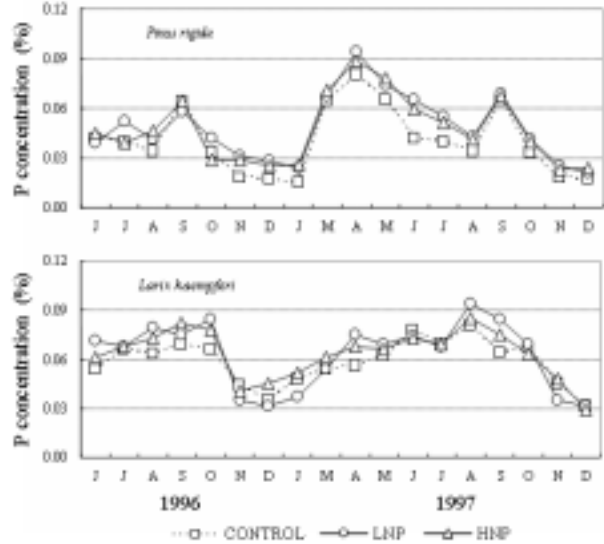 0.12
Pinus rigida
0.09
P concentration (%)
0.06
0.03
0.00
J J A S O N D J M A M J J A S O N D
0.12
Larix kaempferi
0.09
P concentration (%)
0.06
0.03
0.00
J J A S O N D J M A M J J A S O N D
1996 1997
CONTROL LNP HNP